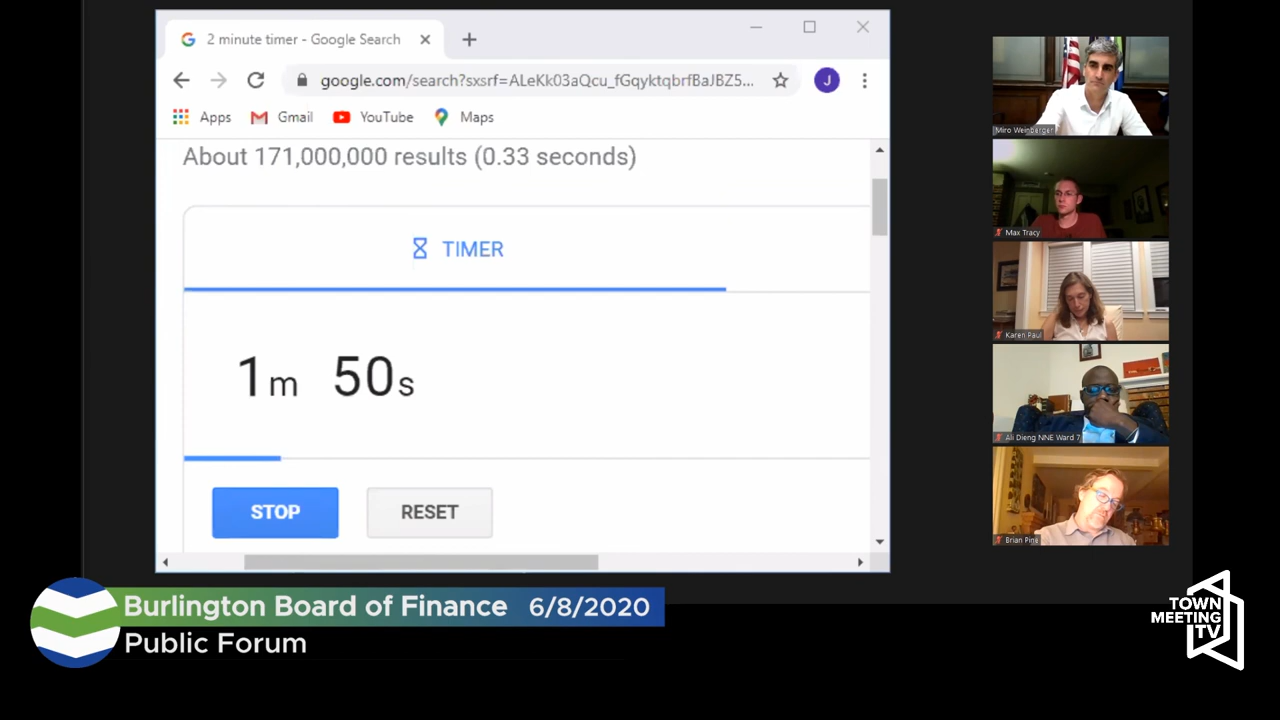 2 minute timer - Google Search
google.com/search?sxsrf=ALeKk03aQcu_fGqyktqbrfBaJBZ5...
J
Apps Gmail YouTube Maps
About 171,000,000 results (0.33 seconds)
TIMER
1m 50s
STOP RESET
Miro Weinberger
Max Tracy
Karen Paul
Ali Dieng NNE Ward 7
Brian Pine
Burlington Board of Finance 6/8/2020
Public Forum
TOWN
MEETING
TV